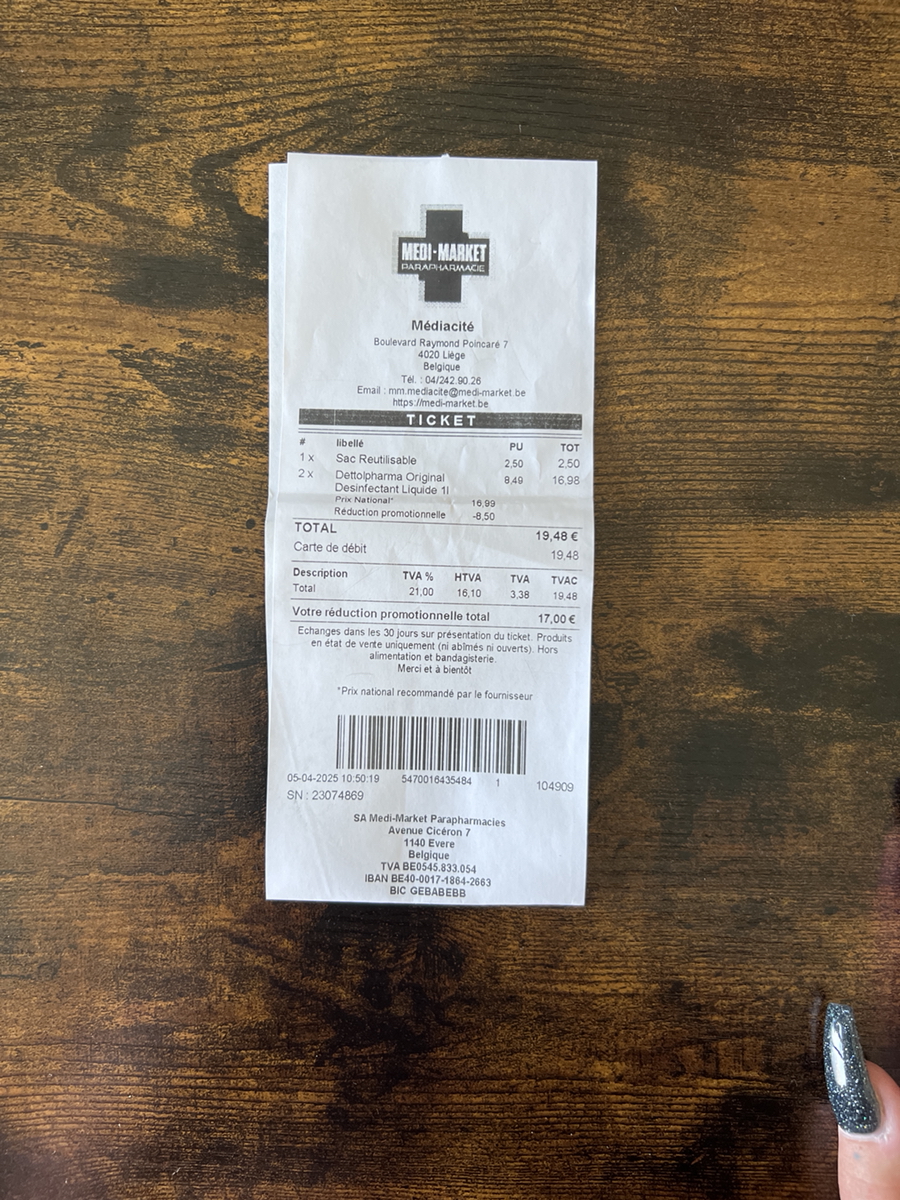 MEDI-MARKET
PARAPHARMACIE
Médiacité
Boulevard Raymond Poincaré 7
4020 Liège
Belgique
Tél. : 04/242.90.26
Email : mm.mediacite@medi-market.be
https://medi-market.be
TICKET
# libellé PU TOT
1 x Sac Reutilisable 2,50 2,50
2 x Dettolpharma Original 8,49 16,98
Desinfectant Liquide 1l
Prix National* 16,99
Réduction promotionnelle -8,50
TOTAL 19,48 €
Carte de débit 19,48
Description TVA % HTVA TVA TVAC
Total 21,00 16,10 3,38 19,48
Votre réduction promotionnelle total 17,00 €
Echanges dans les 30 jours sur présentation du ticket. Produits
en état de vente uniquement (ni abîmés ni ouverts). Hors
alimentation et bandagisterie.
Merci et à bientôt
*Prix national recommandé par le fournisseur
05-04-2025 10:50:19 5470016435484 1 104909
SN : 23074869
SA Medi-Market Parapharmacies
Avenue Cicéron 7
1140 Evere
Belgique
TVA BE0545.833.054
IBAN BE40-0017-1864-2663
BIC GEBABEBB